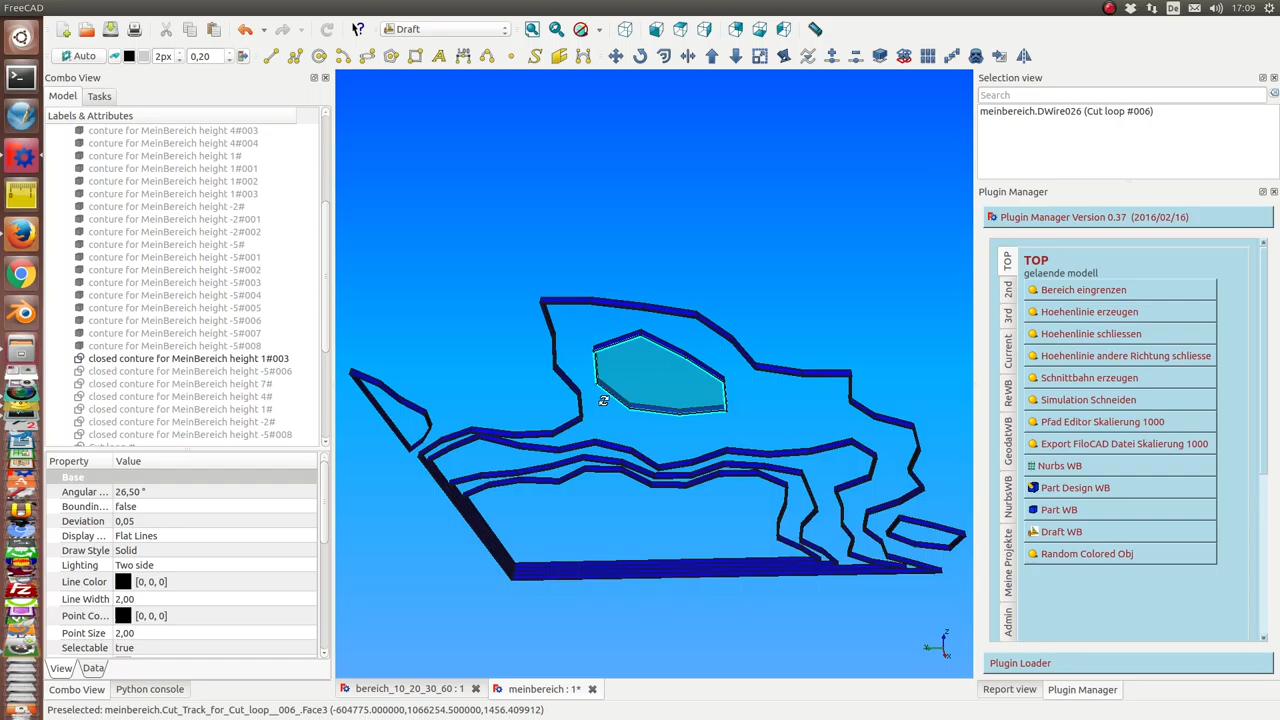 FreeCAD
De
17:09
Auto
2px
0,20
Draft
Combo View
Model
Tasks
Labels & Attributes
conture for MeinBereich height 4#003
conture for MeinBereich height 4#004
conture for MeinBereich height 1#
conture for MeinBereich height 1#001
conture for MeinBereich height 1#002
conture for MeinBereich height 1#003
conture for MeinBereich height -2#
conture for MeinBereich height -2#001
conture for MeinBereich height -2#002
conture for MeinBereich height -5#
conture for MeinBereich height -5#001
conture for MeinBereich height -5#002
conture for MeinBereich height -5#003
conture for MeinBereich height -5#004
conture for MeinBereich height -5#005
conture for MeinBereich height -5#006
conture for MeinBereich height -5#007
conture for MeinBereich height -5#008
closed conture for MeinBereich height 1#003
closed conture for MeinBereich height -5#006
closed conture for MeinBereich height 7#
closed conture for MeinBereich height 4#
closed conture for MeinBereich height 1#
closed conture for MeinBereich height -2#
closed conture for MeinBereich height -5#008
Property Value
Base
Angular ... 26,50 °
Boundin... false
Deviation 0,05
Display ... Flat Lines
Draw Style Solid
Lighting Two side
Line Color [0, 0, 0]
Line Width 2,00
Point Co... [0, 0, 0]
Point Size 2,00
Selectable true
View
Data
Combo View
Python console
z
Y
x
bereich_10_20_30_60 : 1
meinbereich : 1*
Selection view
Search
meinbereich.DWire026 (Cut loop #006)
Plugin Manager
Plugin Manager Version 0.37 (2016/02/16)
TOP
2nd
3rd
Current
ReWB
GeodaWB
NurbsWB
Meine Projekte
Admin
TOP
gelaende modell
Bereich eingrenzen
Hoehenlinie erzeugen
Hoehenlinie schliessen
Hoehenlinie andere Richtung schliesse
Schnittbahn erzeugen
Simulation Schneiden
Pfad Editor Skalierung 1000
Export FiloCAD Datei Skalierung 1000
Nurbs WB
Part Design WB
Part WB
Draft WB
Random Colored Obj
Plugin Loader
Report view
Plugin Manager
Preselected: meinbereich.Cut_Track_for_Cut_loop__006_.Face3 (-604775.000000,1066254.500000,1456.409912)